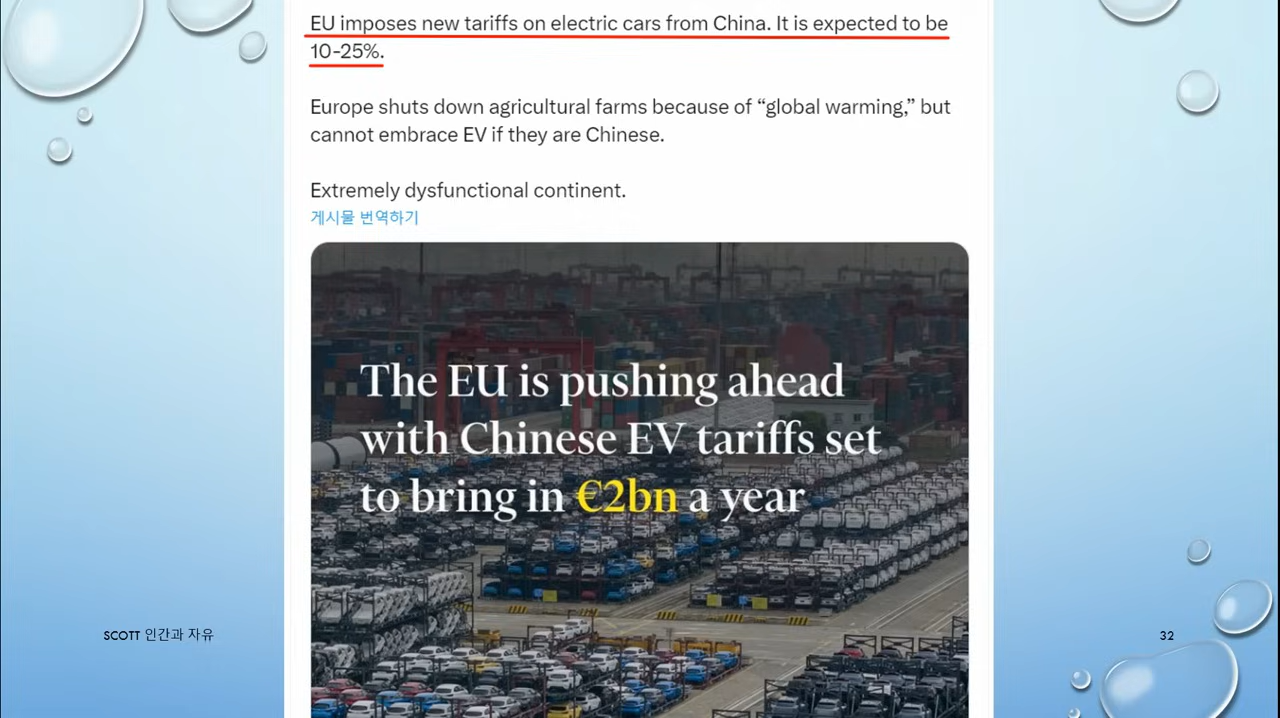 EU imposes new tariffs on electric cars from China. It is expected to be
10-25%.
Europe shuts down agricultural farms because of “global warming,” but
cannot embrace EV if they are Chinese.
Extremely dysfunctional continent.
게시물 번역하기
The EU is pushing ahead
with Chinese EV tariffs set
to bring in €2bn a year
SCOTT 인간과 자유
32